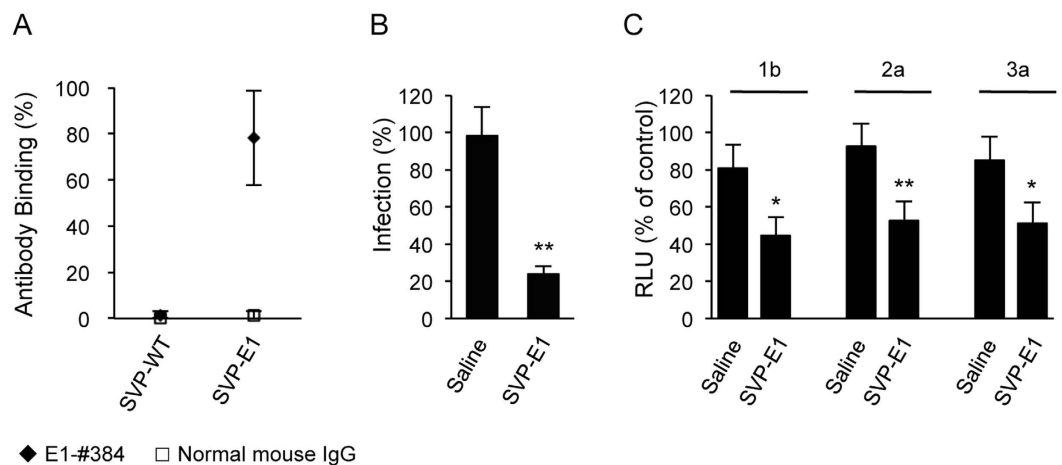 A
Antibody Binding (%)
100
80
60
40
20
0
SVP-WT
SVP-E1
E1-#384
Normal mouse IgG
B
Infection (%)
120
100
80
60
40
20
0
**
Saline
SVP-E1
C
1b
2a
3a
RLU (% of control)
120
100
80
60
40
20
0
*
**
*
Saline
SVP-E1
Saline
SVP-E1
Saline
SVP-E1